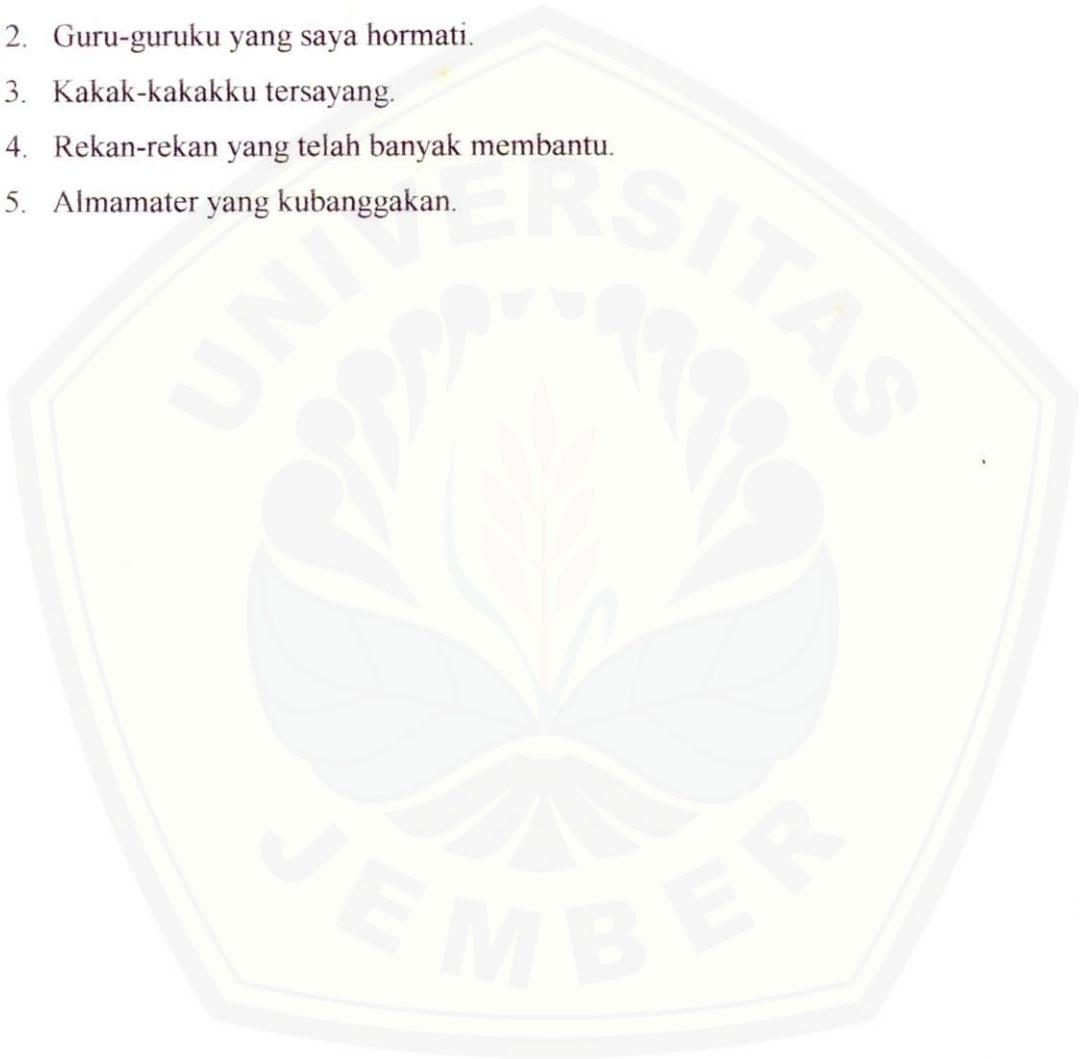 2. Guru-guruku yang saya hormati.
3. Kakak-kakakku tersayang.
4. Rekan-rekan yang telah banyak membantu.
5. Almamater yang kubanggakan.
UNIVERSITAS
JEMBER